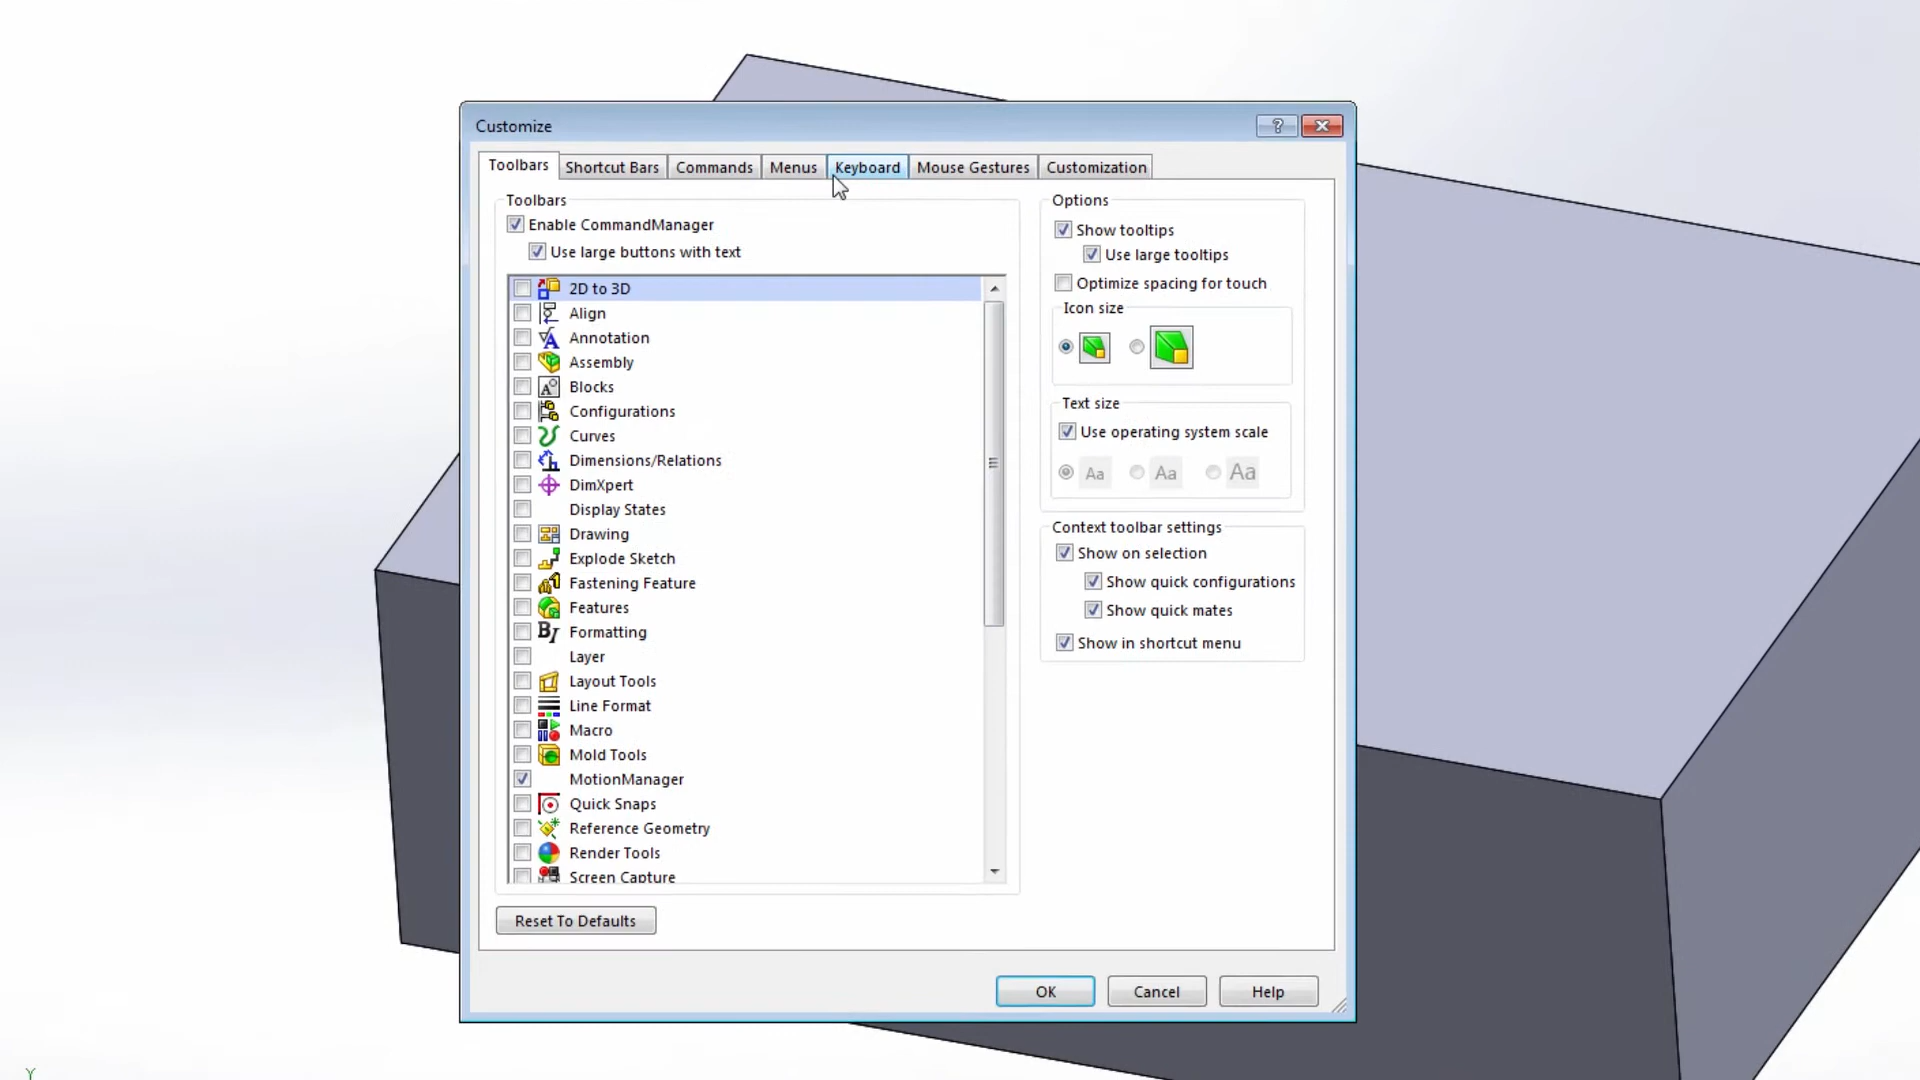 Customize
?
Toolbars Shortcut Bars Commands Menus Keyboard Mouse Gestures Customization
Toolbars
Enable CommandManager
Use large buttons with text
2D to 3D
Align
Annotation
Assembly
Blocks
Configurations
Curves
Dimensions/Relations
DimXpert
Display States
Drawing
Explode Sketch
Fastening Feature
Features
Formatting
Layer
Layout Tools
Line Format
Macro
Mold Tools
MotionManager
Quick Snaps
Reference Geometry
Render Tools
Screen Capture
Reset To Defaults
Options
Show tooltips
Use large tooltips
Optimize spacing for touch
Icon size
Text size
Use operating system scale
Aa Aa Aa
Context toolbar settings
Show on selection
Show quick configurations
Show quick mates
Show in shortcut menu
OK Cancel Help
Y